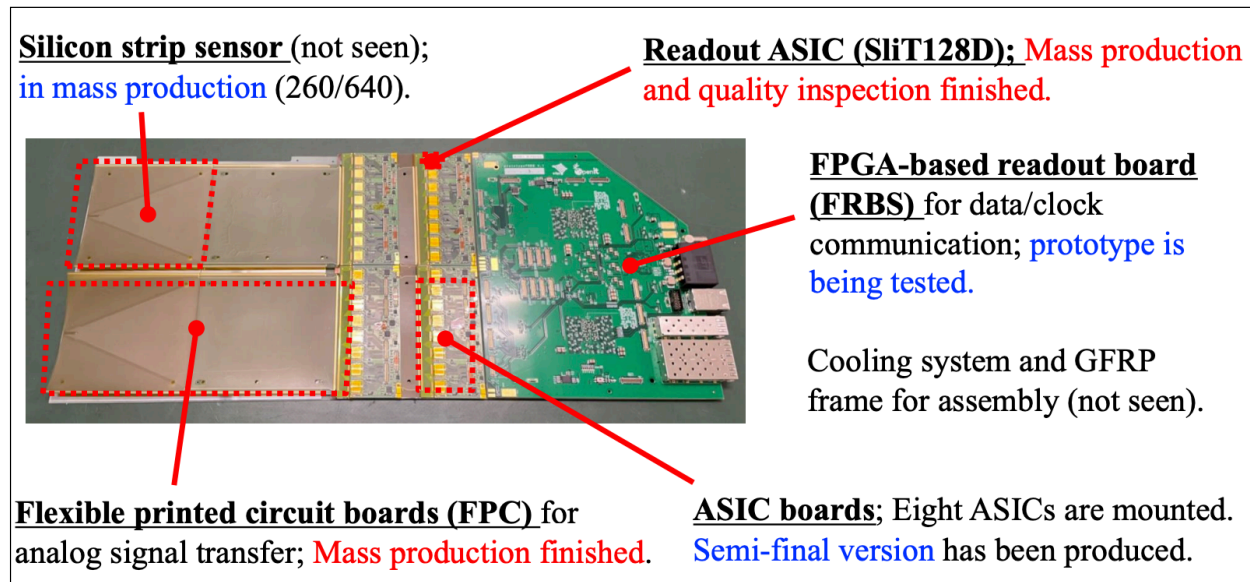 Silicon strip sensor (not seen);
in mass production (260/640).
Readout ASIC (SliT128D); Mass production
and quality inspection finished.
FPGA-based readout board
(FRBS) for data/clock
communication; prototype is
being tested.
Cooling system and GFRP
frame for assembly (not seen).
Flexible printed circuit boards (FPC) for
analog signal transfer; Mass production finished.
ASIC boards; Eight ASICs are mounted.
Semi-final version has been produced.